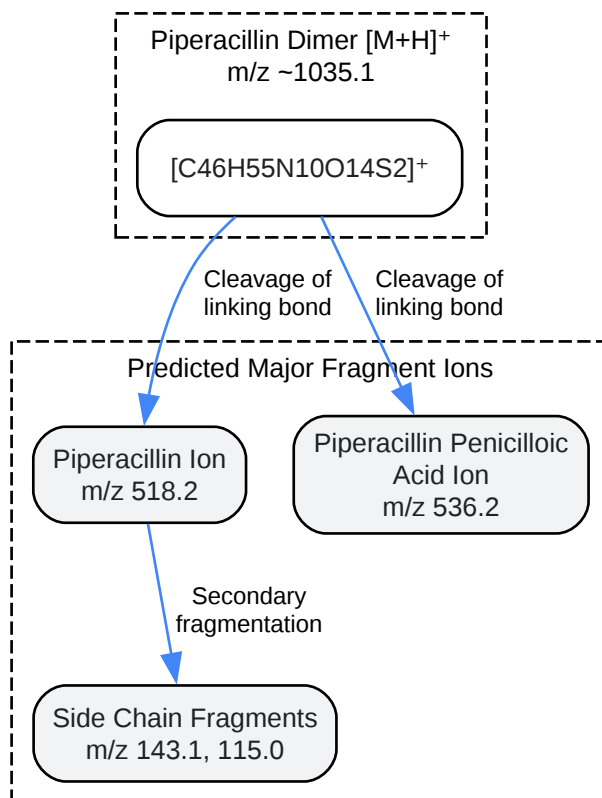 Piperacillin Dimer [M+H]⁺
m/z ~1035.1
[C46H55N10O14S2]⁺
Cleavage of
linking bond
Cleavage of
linking bond
Predicted Major Fragment Ions
Piperacillin Ion
m/z 518.2
Piperacillin Penicilloic
Acid Ion
m/z 536.2
Secondary
fragmentation
Side Chain Fragments
m/z 143.1, 115.0